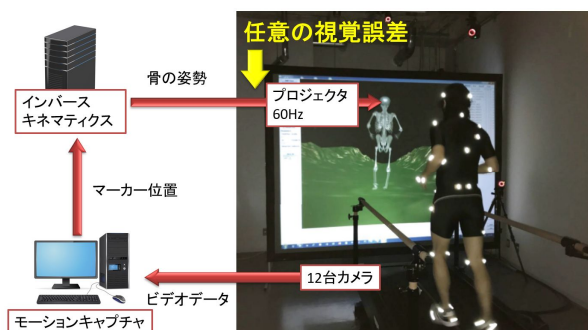 任意の視覚誤差
骨の姿勢
インバース
キネマティクス
プロジェクタ
60Hz
マーカー位置
12台カメラ
ビデオデータ
モーションキャプチャ